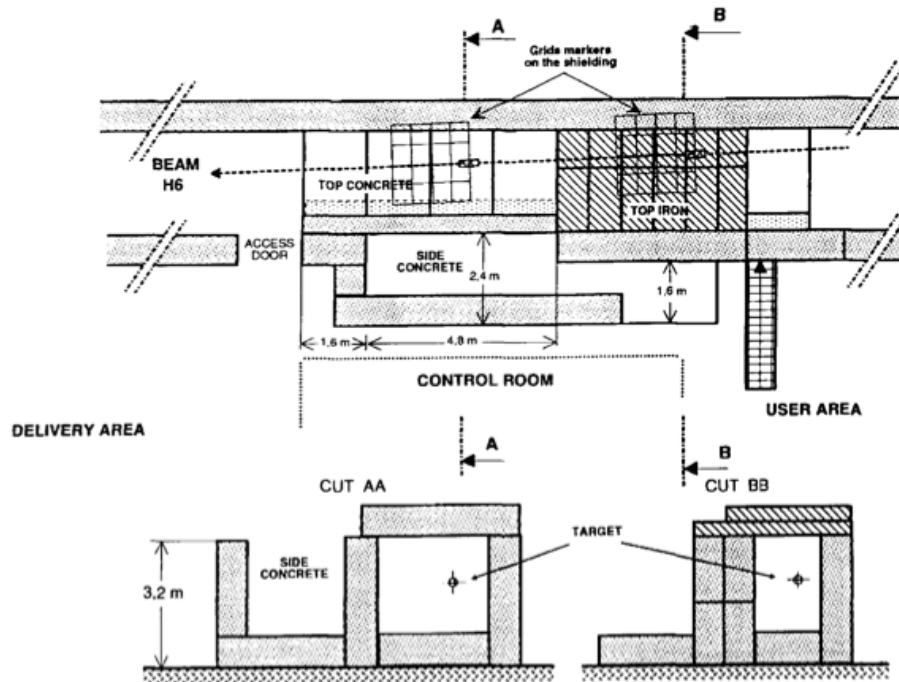 A
B
Grids markers
on the shielding
BEAM
H6
TOP CONCRETE
TOP IRON
ACCESS
DOOR
SIDE
CONCRETE
2,4 m
1,6 m
1,6 m
4,8 m
CONTROL ROOM
USER AREA
DELIVERY AREA
A
B
CUT AA
CUT BB
TARGET
SIDE
CONCRETE
3,2 m